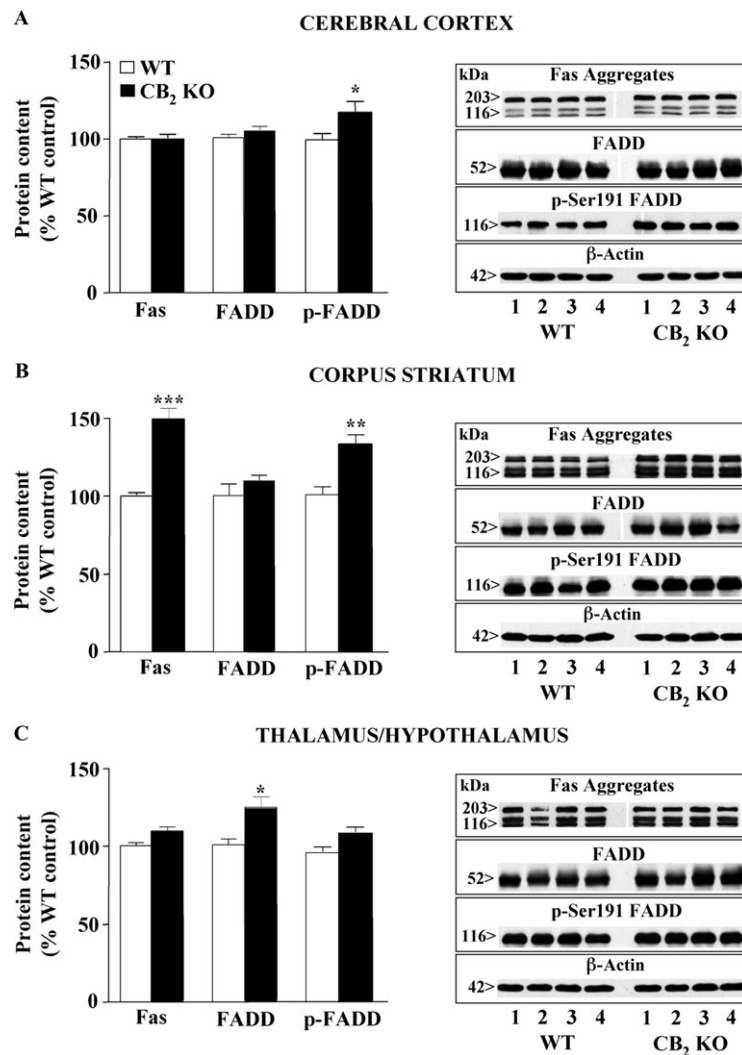 A
CEREBRAL CORTEX
Protein content
(% WT control)
150
100
50
0
WT
CB₂ KO
*
Fas
FADD
p-FADD
kDa
Fas Aggregates
203>
116>
FADD
52>
p-Ser191 FADD
116>
β-Actin
42>
1 2 3 4 1 2 3 4
WT CB₂ KO
B
CORPUS STRIATUM
Protein content
(% WT control)
150
100
50
0
***
**
Fas
FADD
p-FADD
kDa
Fas Aggregates
203>
116>
FADD
52>
p-Ser191 FADD
116>
β-Actin
42>
1 2 3 4 1 2 3 4
WT CB₂ KO
C
THALAMUS/HYPOTHALAMUS
Protein content
(% WT control)
150
100
50
0
*
Fas
FADD
p-FADD
kDa
Fas Aggregates
203>
116>
FADD
52>
p-Ser191 FADD
116>
β-Actin
42>
1 2 3 4 1 2 3 4
WT CB₂ KO